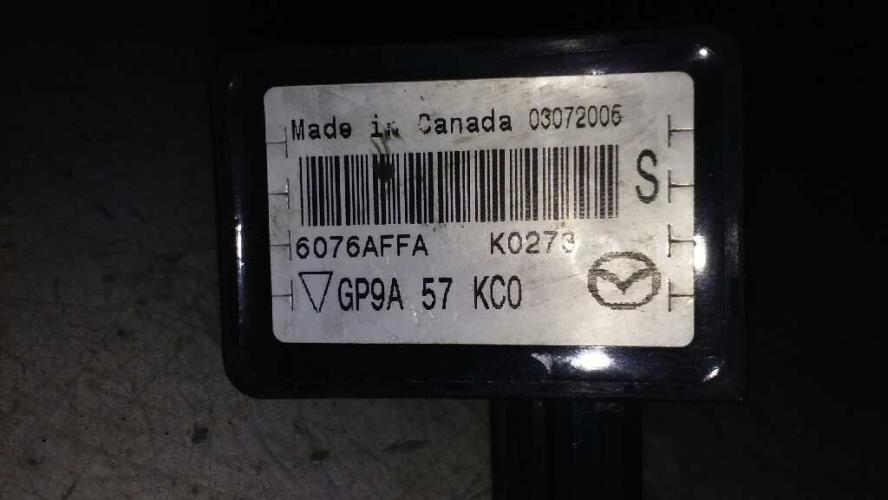 Made in Canada 03072006
S
6076AFFA K0273
GP9A 57 KC0